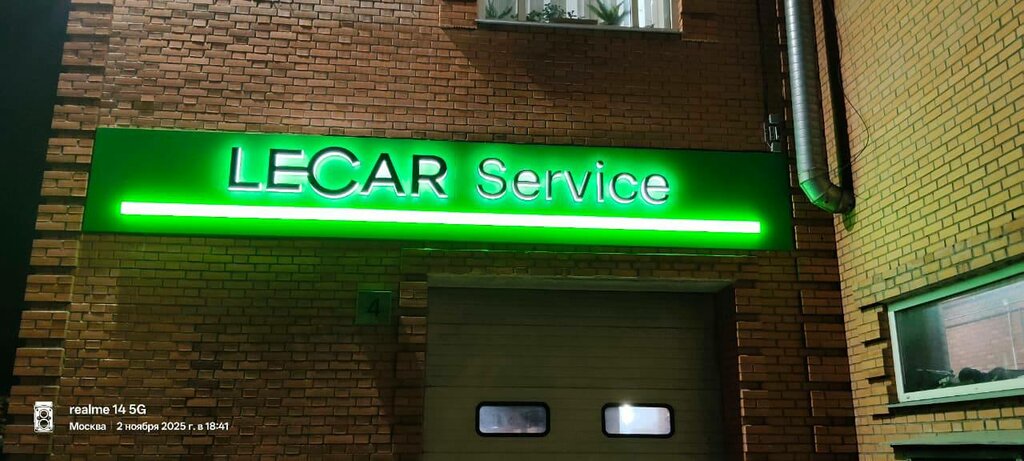 LECAR Service
4
realme 14 5G
Москва 2 ноября 2025 г. в 18:41